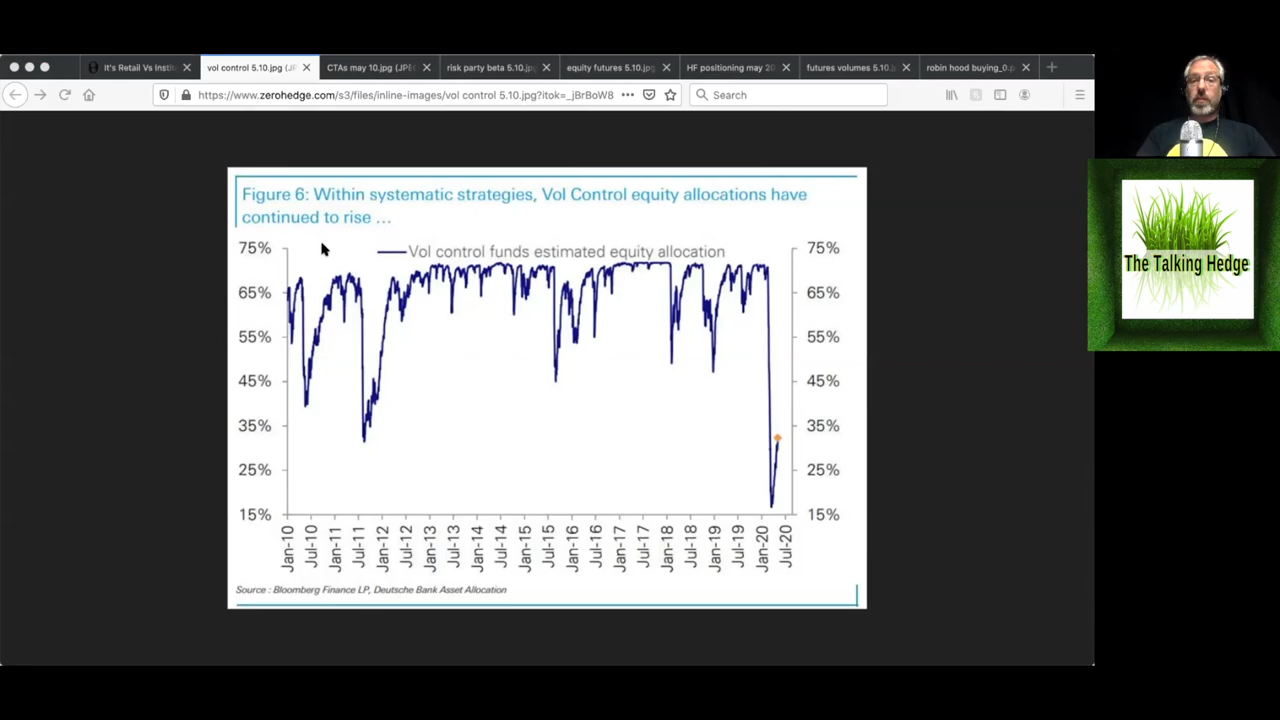 It's Retail Vs Instit
vol control 5.10.jpg (JP
CTAs may 10.jpg (JPE
risk party beta 5.10.jp
equity futures 5.10.jp
HF positioning may 20
futures volumes 5.10.
robin hood buying_0.p
https://www.zerohedge.com/s3/files/inline-images/vol control 5.10.jpg?itok=_jBrBoW8
Search
Figure 6: Within systematic strategies, Vol Control equity allocations have
continued to rise …
Vol control funds estimated equity allocation
75% 75%
65% 65%
55% 55%
45% 45%
35% 35%
25% 25%
15% 15%
Jan-10 Jul-10 Jan-11 Jul-11 Jan-12 Jul-12 Jan-13 Jul-13 Jan-14 Jul-14 Jan-15 Jul-15 Jan-16 Jul-16 Jan-17 Jul-17 Jan-18 Jul-18 Jan-19 Jul-19 Jan-20 Jul-20
Source : Bloomberg Finance LP, Deutsche Bank Asset Allocation
The Talking Hedge